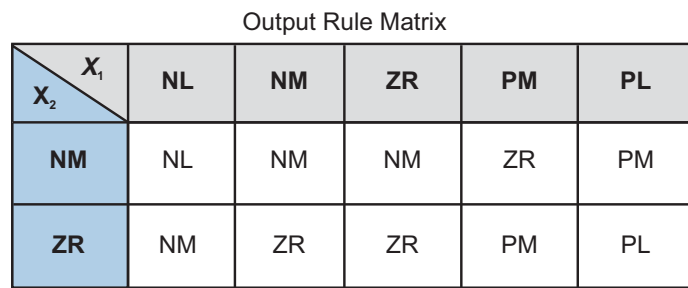 Output Rule Matrix
X₁ NL NM ZR PM PL
X₂
NM NL NM NM ZR PM
ZR NM ZR ZR PM PL